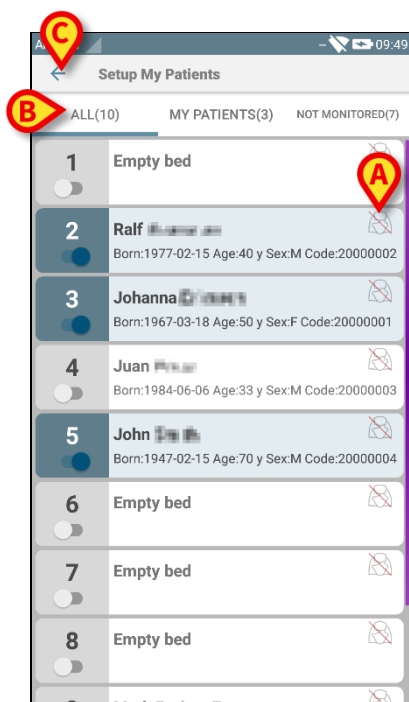 C
09:49
Setup My Patients
B
ALL(10) MY PATIENTS(3) NOT MONITORED(7)
1 Empty bed
A
2 Ralf
Born:1977-02-15 Age:40 y Sex:M Code:20000002
3 Johanna
Born:1967-03-18 Age:50 y Sex:F Code:20000001
4 Juan
Born:1984-06-06 Age:33 y Sex:M Code:20000003
5 John
Born:1947-02-15 Age:70 y Sex:M Code:20000004
6 Empty bed
7 Empty bed
8 Empty bed